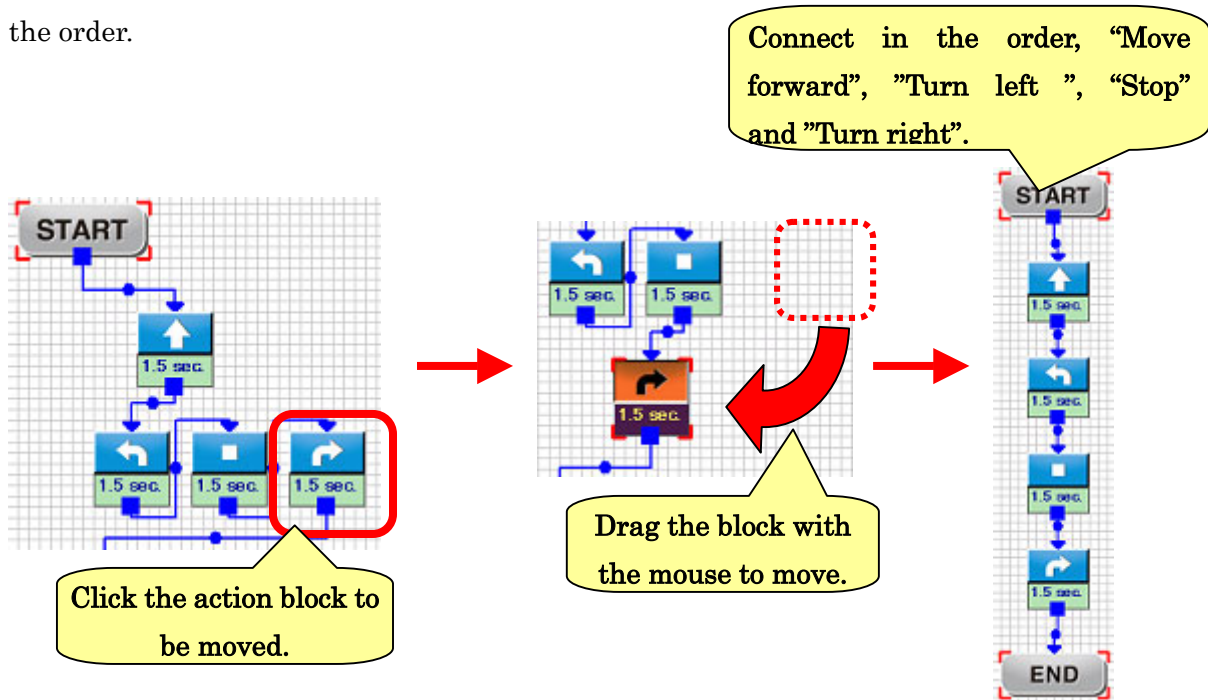 the order.
Connect in the order, “Move
forward”, ”Turn left ”, “Stop”
and ”Turn right”.
START
1.5 sec.
1.5 sec.
1.5 sec.
1.5 sec.
Click the action block to
be moved.
1.5 sec.
1.5 sec.
1.5 sec.
Drag the block with
the mouse to move.
START
1.5 sec.
1.5 sec.
1.5 sec.
1.5 sec.
END